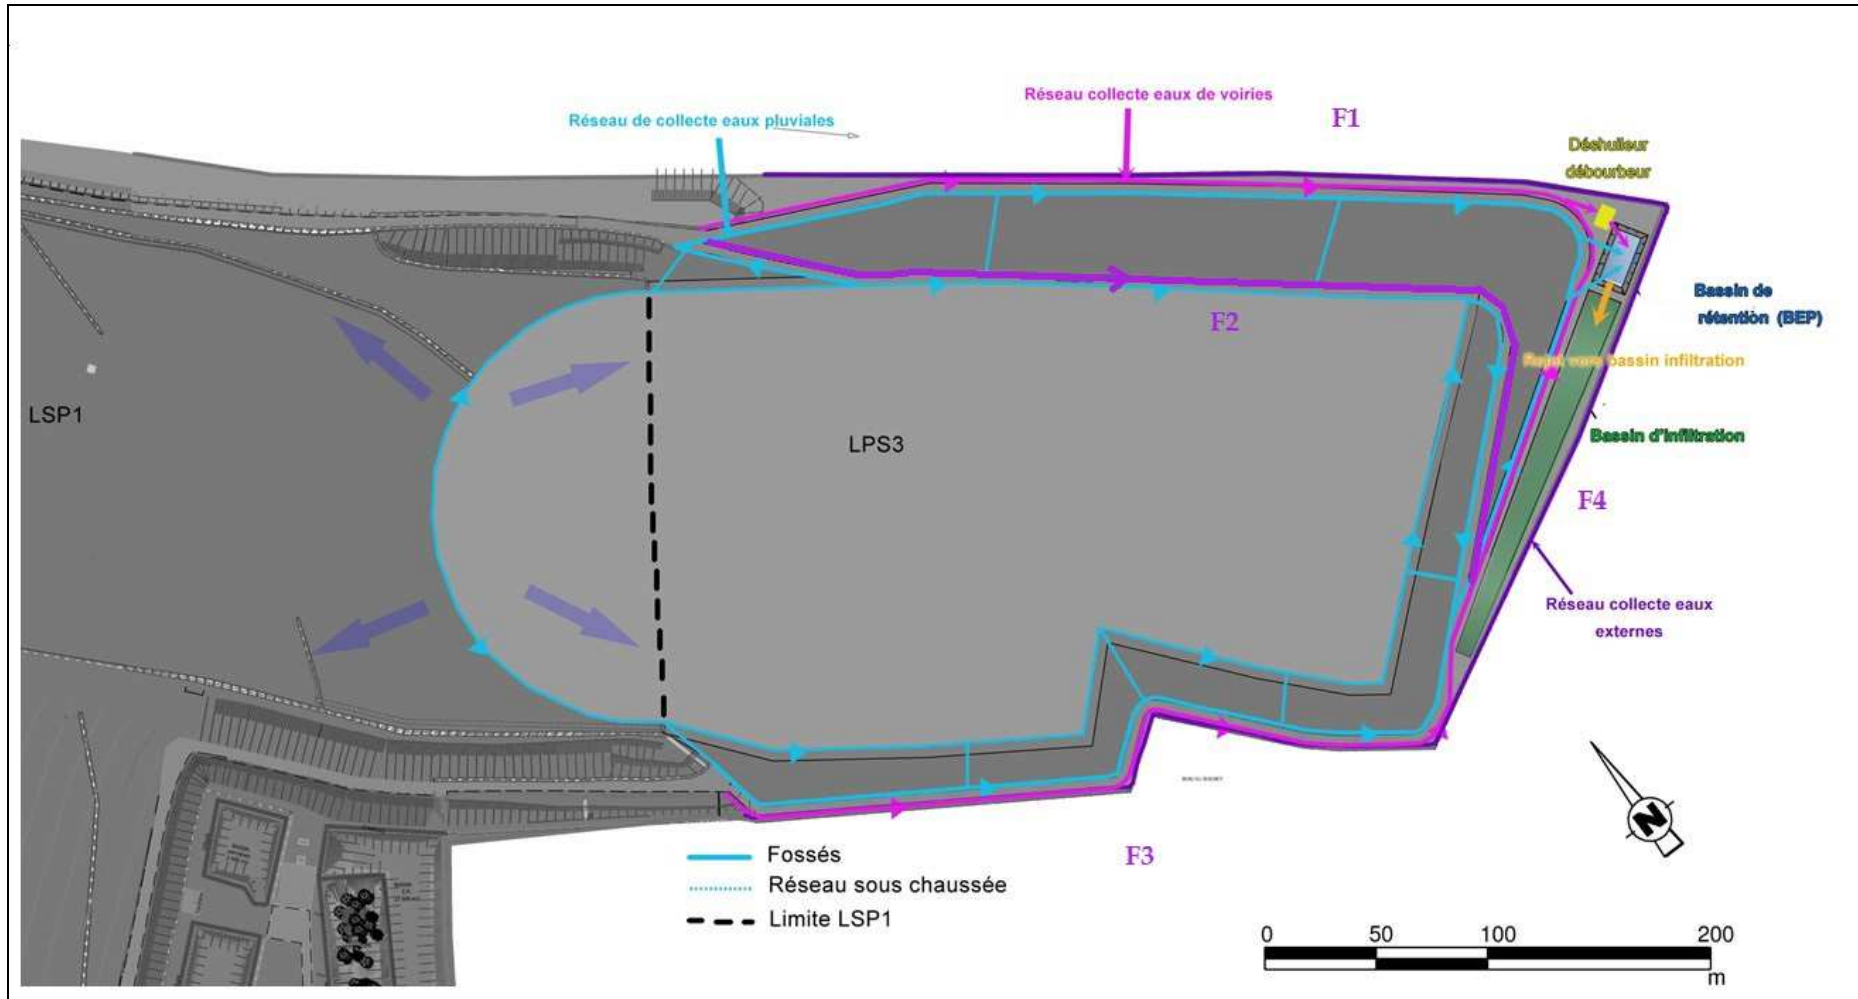 Réseau collecte eaux de voiries
F1
Réseau de collecte eaux pluviales
Déshuileur
débourbeur
Bassin de
rétention (BEP)
F2
Rejet vers bassin infiltration
LSP1
LPS3
Bassin d'infiltration
F4
Réseau collecte eaux
externes
F3
Fossés
Réseau sous chaussée
Limite LSP1
N
0 50 100 200
m